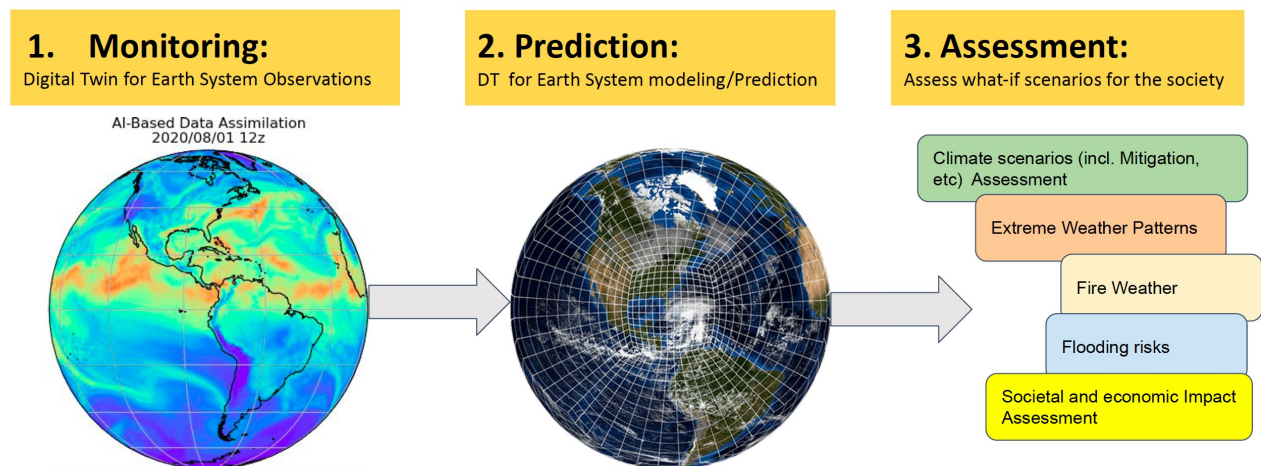 1. Monitoring:
Digital Twin for Earth System Observations
2. Prediction:
DT for Earth System modeling/Prediction
3. Assessment:
Assess what-if scenarios for the society
AI-Based Data Assimilation
2020/08/01 12z
Climate scenarios (incl. Mitigation,
etc) Assessment
Extreme Weather Patterns
Fire Weather
Flooding risks
Societal and economic Impact
Assessment